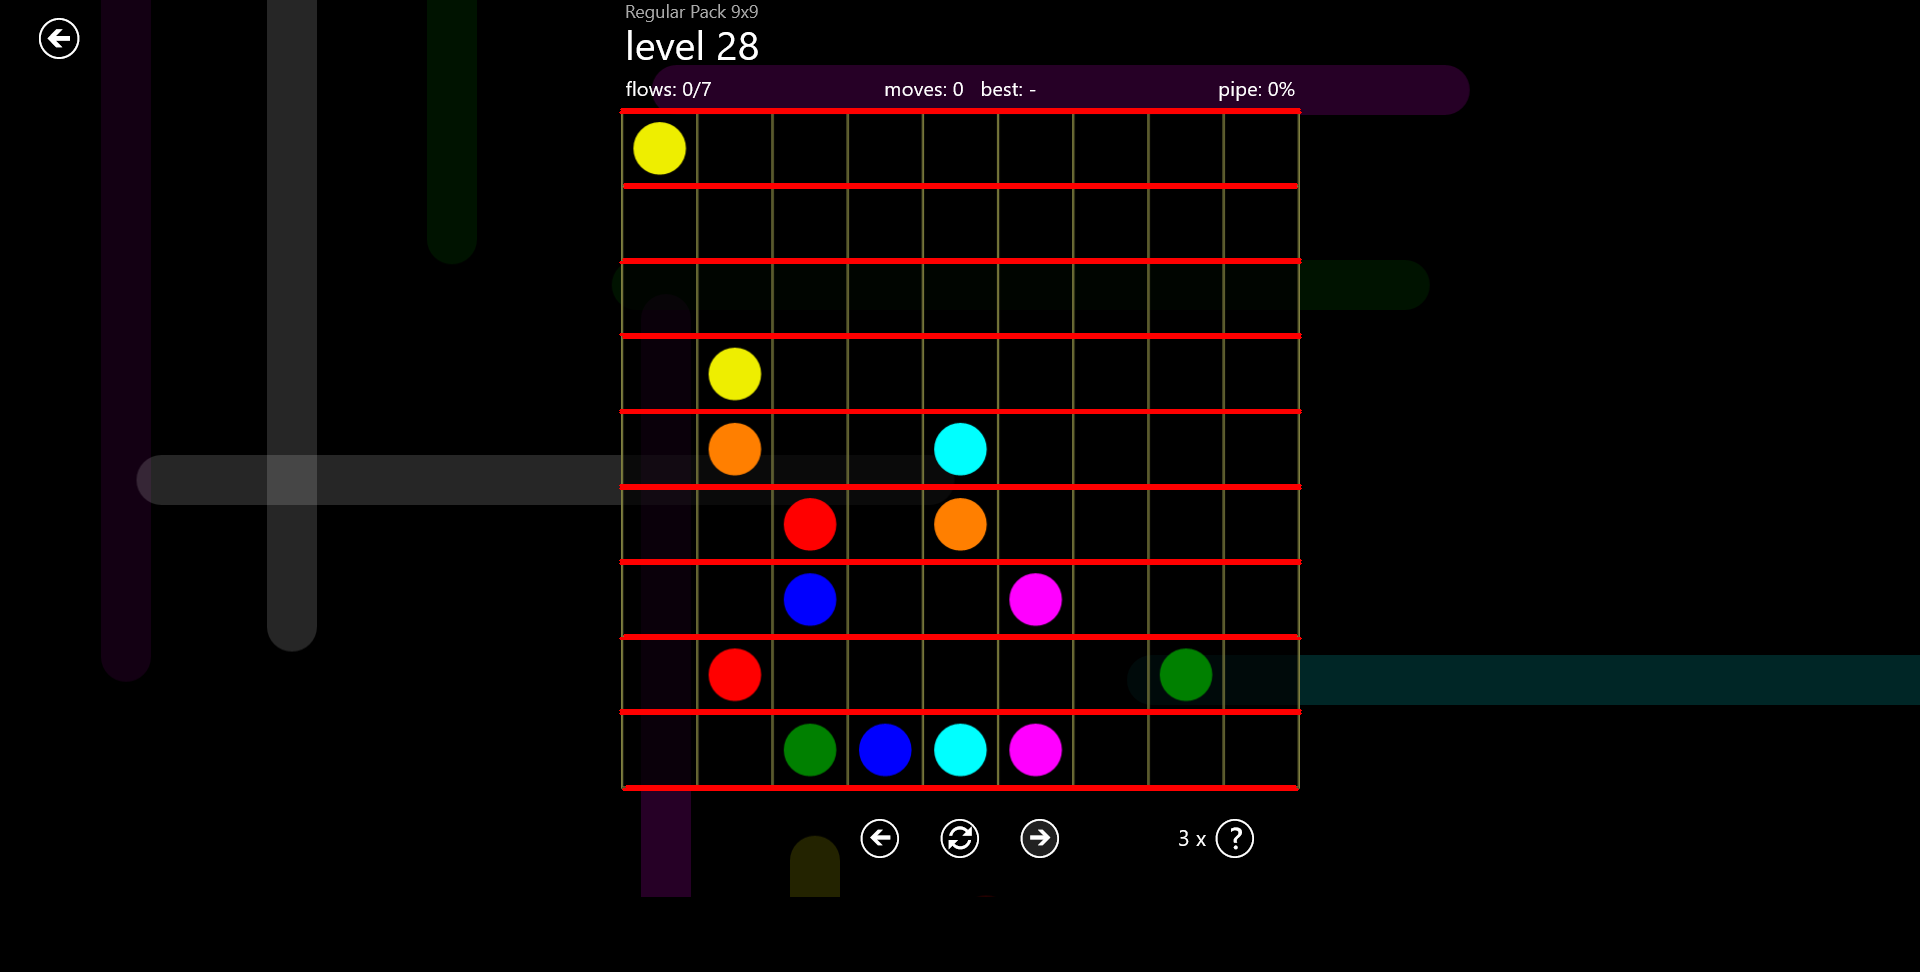 Regular Pack 9x9
level 28
flows: 0/7 moves: 0 best: - pipe: 0%
3 x ?